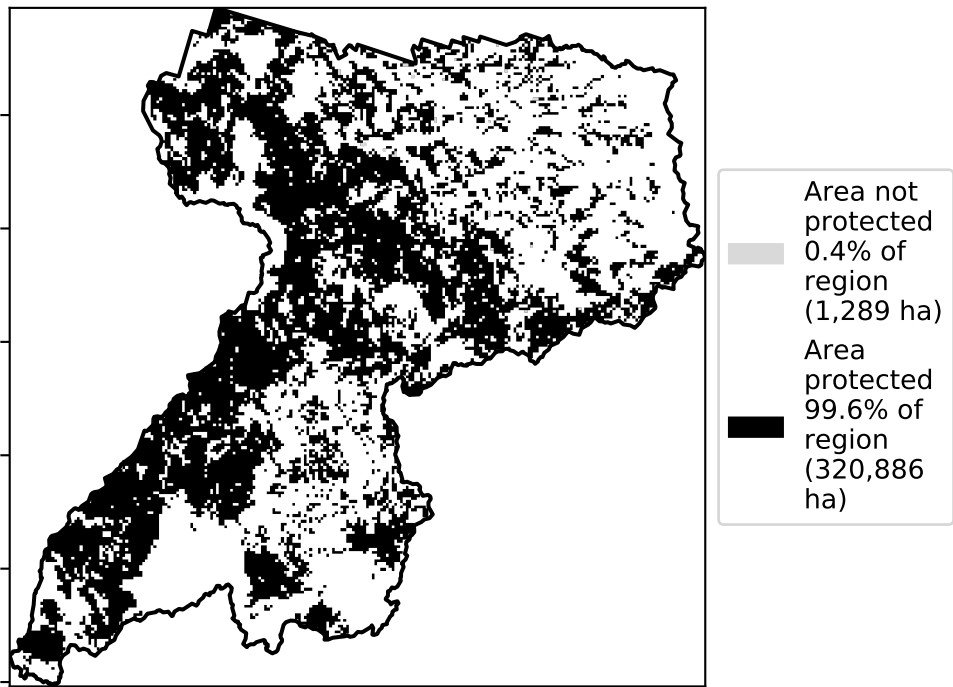 Area not
protected
0.4% of
region
(1,289 ha)
Area
protected
99.6% of
region
(320,886
ha)